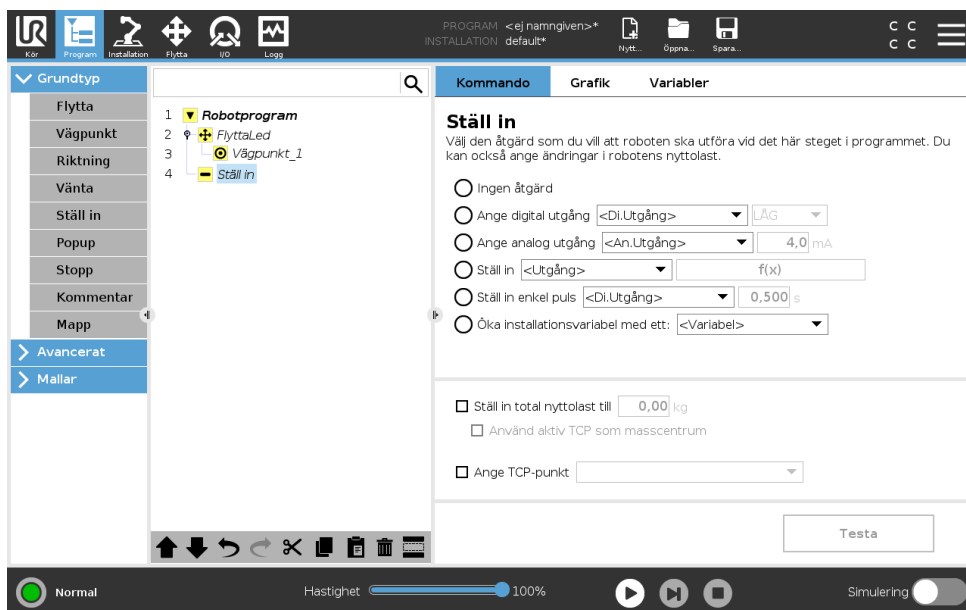 PROGRAM <ej namngiven>*
INSTALLATION default*
UR
Kör
Program
Installation
Flytta
I/O
Logg
Nytt...
Öppna...
Spara...
C C
C C
Grundtyp
Flytta
Vägpunkt
Riktning
Vänta
Ställ in
Popup
Stopp
Kommentar
Mapp
Avancerat
Mallar
1 Robotprogram
2 FlyttaLed
3 Vägpunkt_1
4 Ställ in
Kommando Grafik Variabler
Ställ in
Välj den åtgärd som du vill att roboten ska utföra vid det här steget i programmet. Du
kan också ange ändringar i robotens nyttolast.
Ingen åtgärd
Ange digital utgång <Di.Utgång> LÅG
Ange analog utgång <An.Utgång> 4,0 mA
Ställ in <Utgång> f(x)
Ställ in enkel puls <Di.Utgång> 0,500 s
Öka installationsvariabel med ett: <Variabel>
Ställ in total nyttolast till 0,00 kg
Använd aktiv TCP som masscentrum
Ange TCP-punkt
Testa
Normal
Hastighet 100%
Simulering